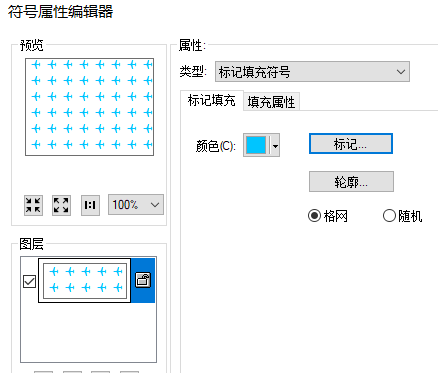 符号属性编辑器
预览
属性:
类型: 标记填充符号
标记填充 填充属性
颜色(C): 标记...
轮廓...
格网 随机
1:1 100%
图层